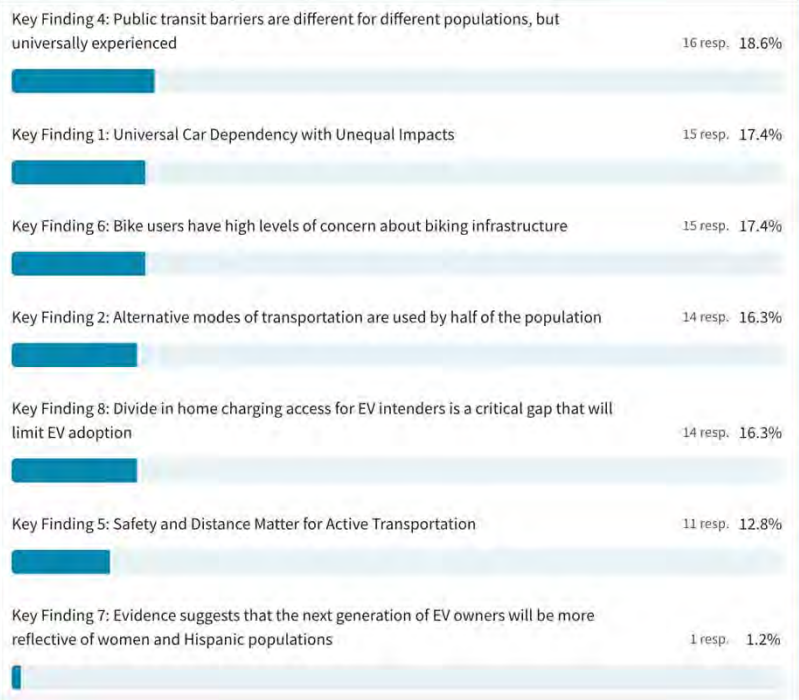 Key Finding 4: Public transit barriers are different for different populations, but
universally experienced
16 resp. 18.6%
Key Finding 1: Universal Car Dependency with Unequal Impacts
15 resp. 17.4%
Key Finding 6: Bike users have high levels of concern about biking infrastructure
15 resp. 17.4%
Key Finding 2: Alternative modes of transportation are used by half of the population
14 resp. 16.3%
Key Finding 8: Divide in home charging access for EV intenders is a critical gap that will
limit EV adoption
14 resp. 16.3%
Key Finding 5: Safety and Distance Matter for Active Transportation
11 resp. 12.8%
Key Finding 7: Evidence suggests that the next generation of EV owners will be more
reflective of women and Hispanic populations
1 resp. 1.2%